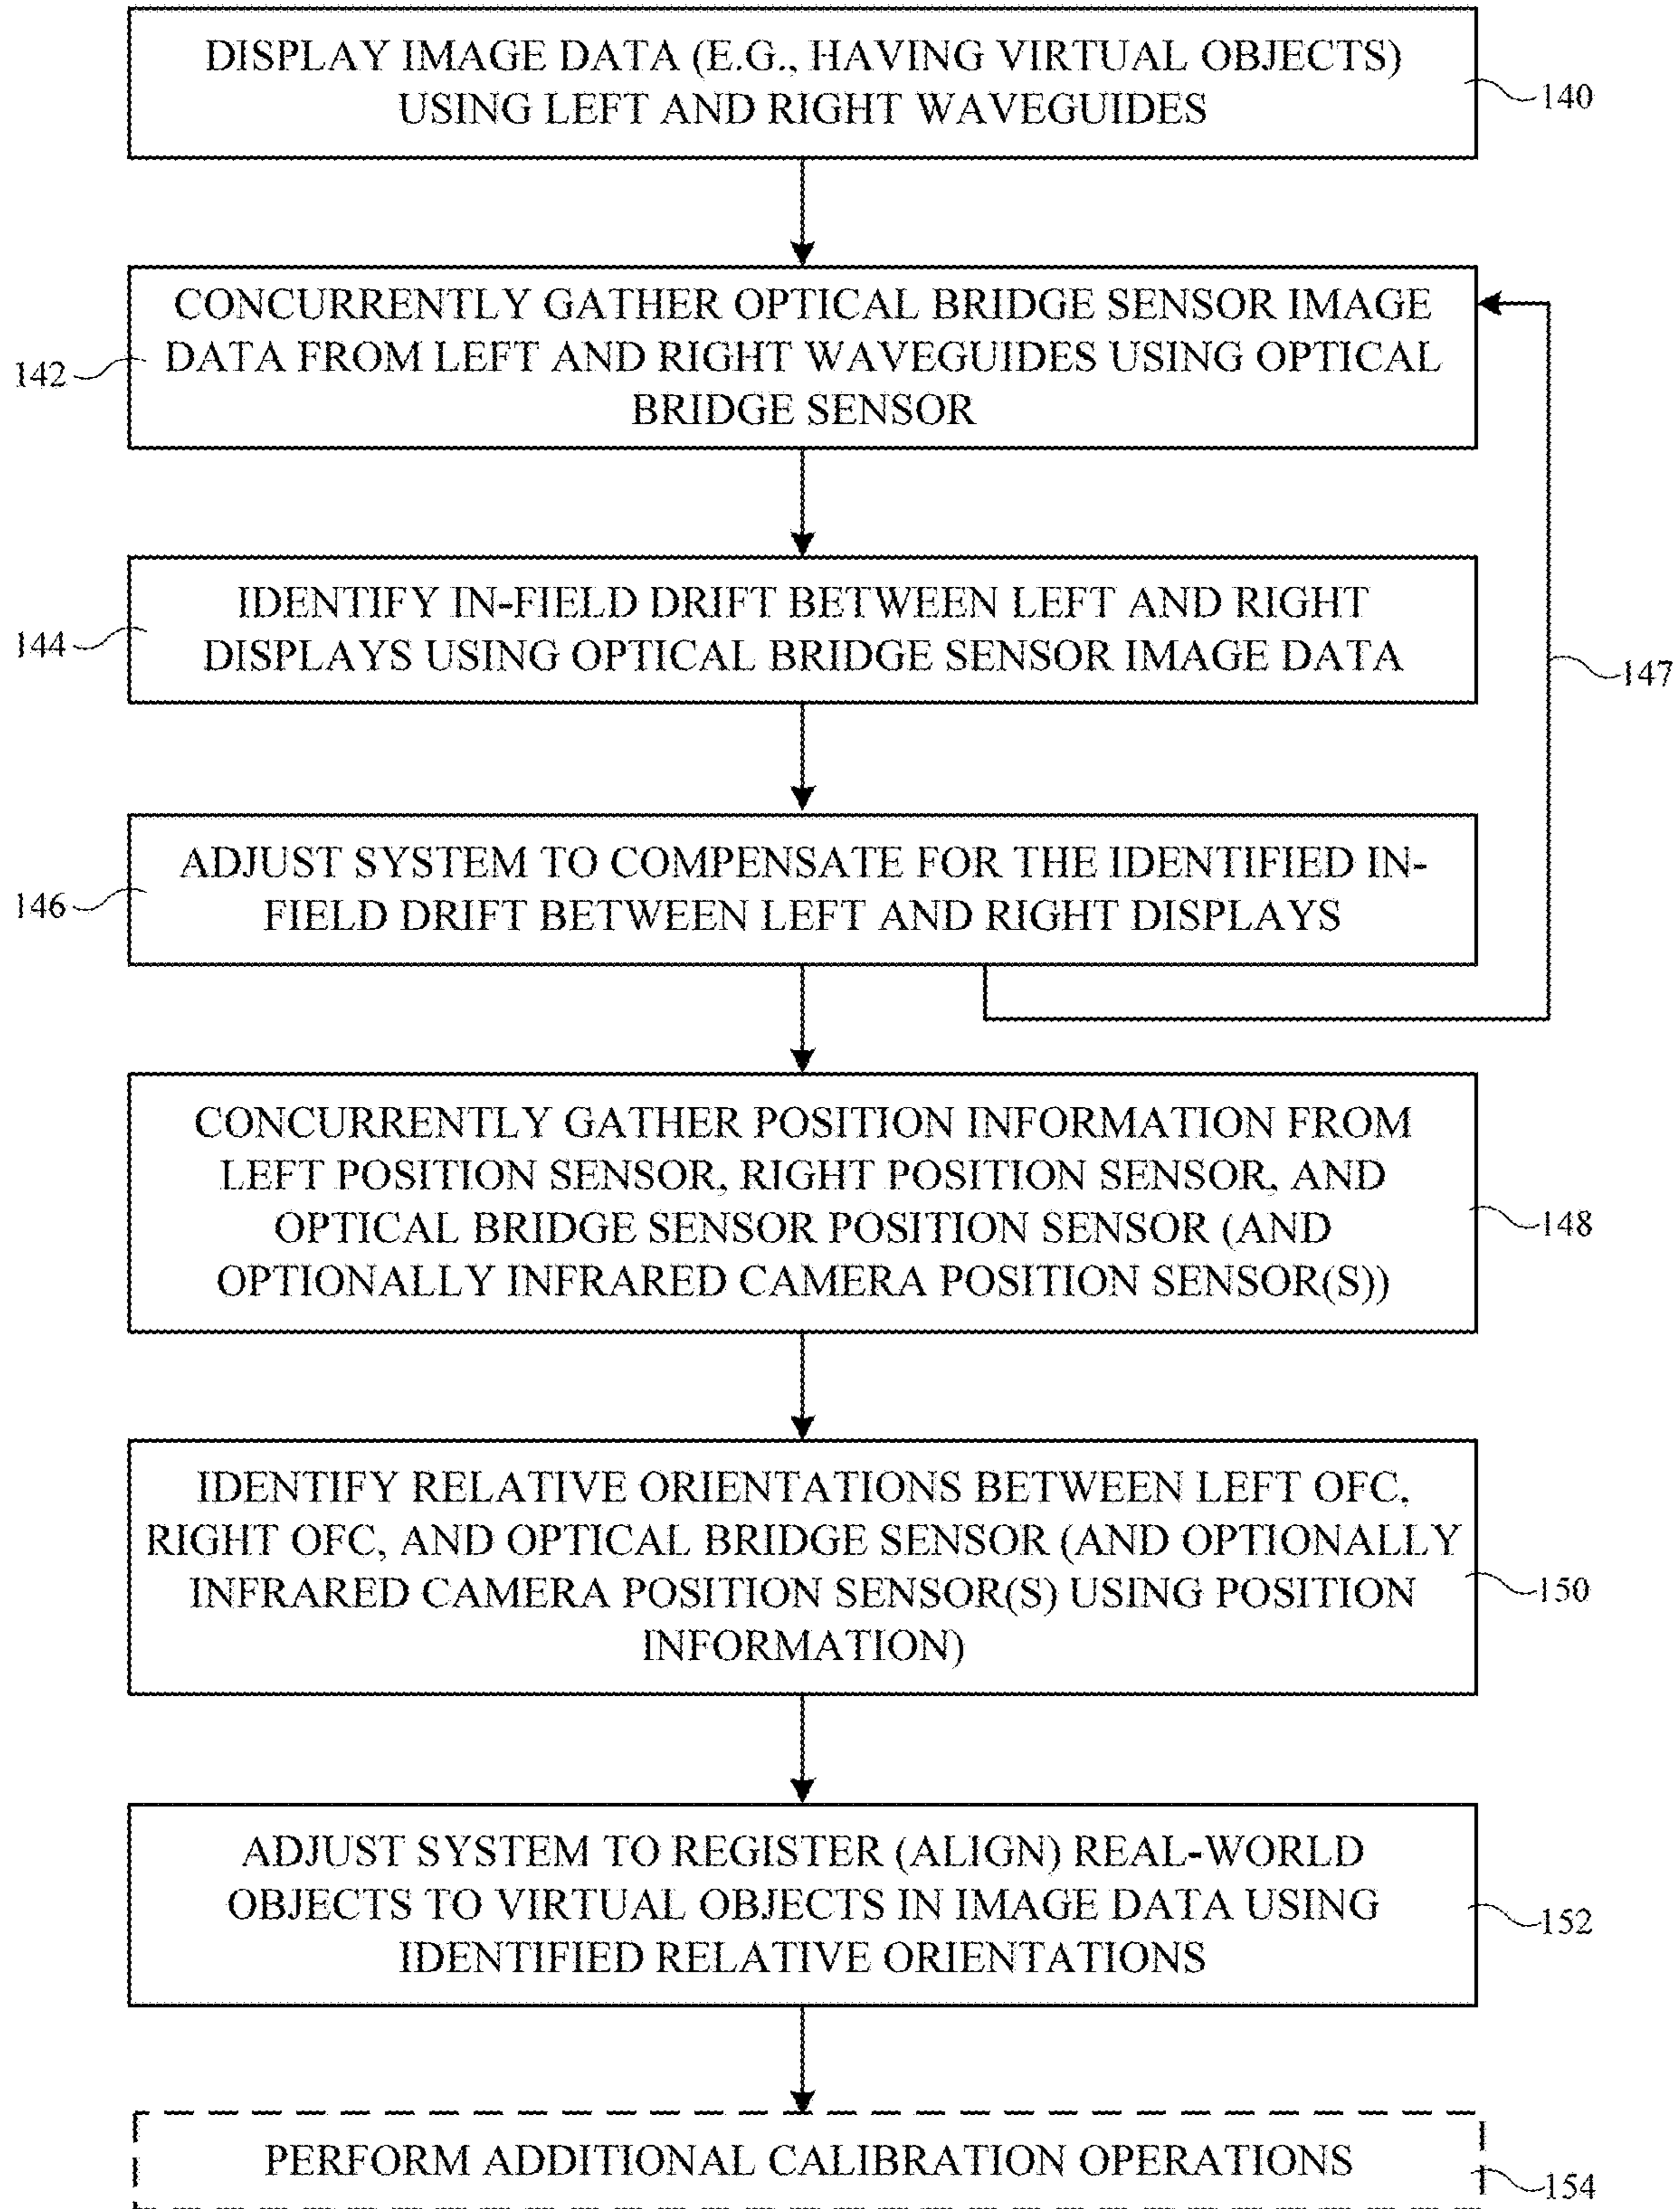 DISPLAY IMAGE DATA (E.G., HAVING VIRTUAL OBJECTS)
USING LEFT AND RIGHT WAVEGUIDES
140
CONCURRENTLY GATHER OPTICAL BRIDGE SENSOR IMAGE
DATA FROM LEFT AND RIGHT WAVEGUIDES USING OPTICAL
BRIDGE SENSOR
142
IDENTIFY IN-FIELD DRIFT BETWEEN LEFT AND RIGHT
DISPLAYS USING OPTICAL BRIDGE SENSOR IMAGE DATA
144
147
ADJUST SYSTEM TO COMPENSATE FOR THE IDENTIFIED IN-
FIELD DRIFT BETWEEN LEFT AND RIGHT DISPLAYS
146
CONCURRENTLY GATHER POSITION INFORMATION FROM
LEFT POSITION SENSOR, RIGHT POSITION SENSOR, AND
OPTICAL BRIDGE SENSOR POSITION SENSOR (AND
OPTIONALLY INFRARED CAMERA POSITION SENSOR(S))
148
IDENTIFY RELATIVE ORIENTATIONS BETWEEN LEFT OFC,
RIGHT OFC, AND OPTICAL BRIDGE SENSOR (AND OPTIONALLY
INFRARED CAMERA POSITION SENSOR(S) USING POSITION
INFORMATION)
150
ADJUST SYSTEM TO REGISTER (ALIGN) REAL-WORLD
OBJECTS TO VIRTUAL OBJECTS IN IMAGE DATA USING
IDENTIFIED RELATIVE ORIENTATIONS
152
PERFORM ADDITIONAL CALIBRATION OPERATIONS
154